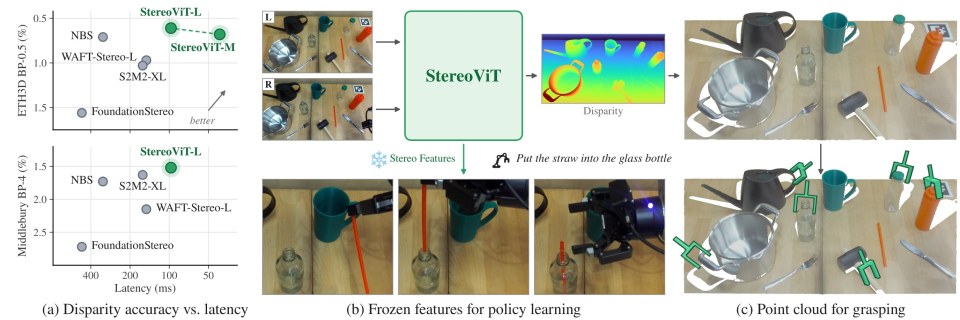 ETH3D BP-0.5 (%)
0.5
1.0
1.5
StereoViT-L
NBS
StereoViT-M
WAFT-Stereo-L
S2M2-XL
FoundationStereo
better
Middlebury BP-4 (%)
1.5
2.0
2.5
StereoViT-L
NBS
S2M2-XL
WAFT-Stereo-L
FoundationStereo
400
200
100
50
Latency (ms)
(a) Disparity accuracy vs. latency
L
R
StereoViT
Disparity
Stereo Features
Put the straw into the glass bottle
(b) Frozen features for policy learning
(c) Point cloud for grasping